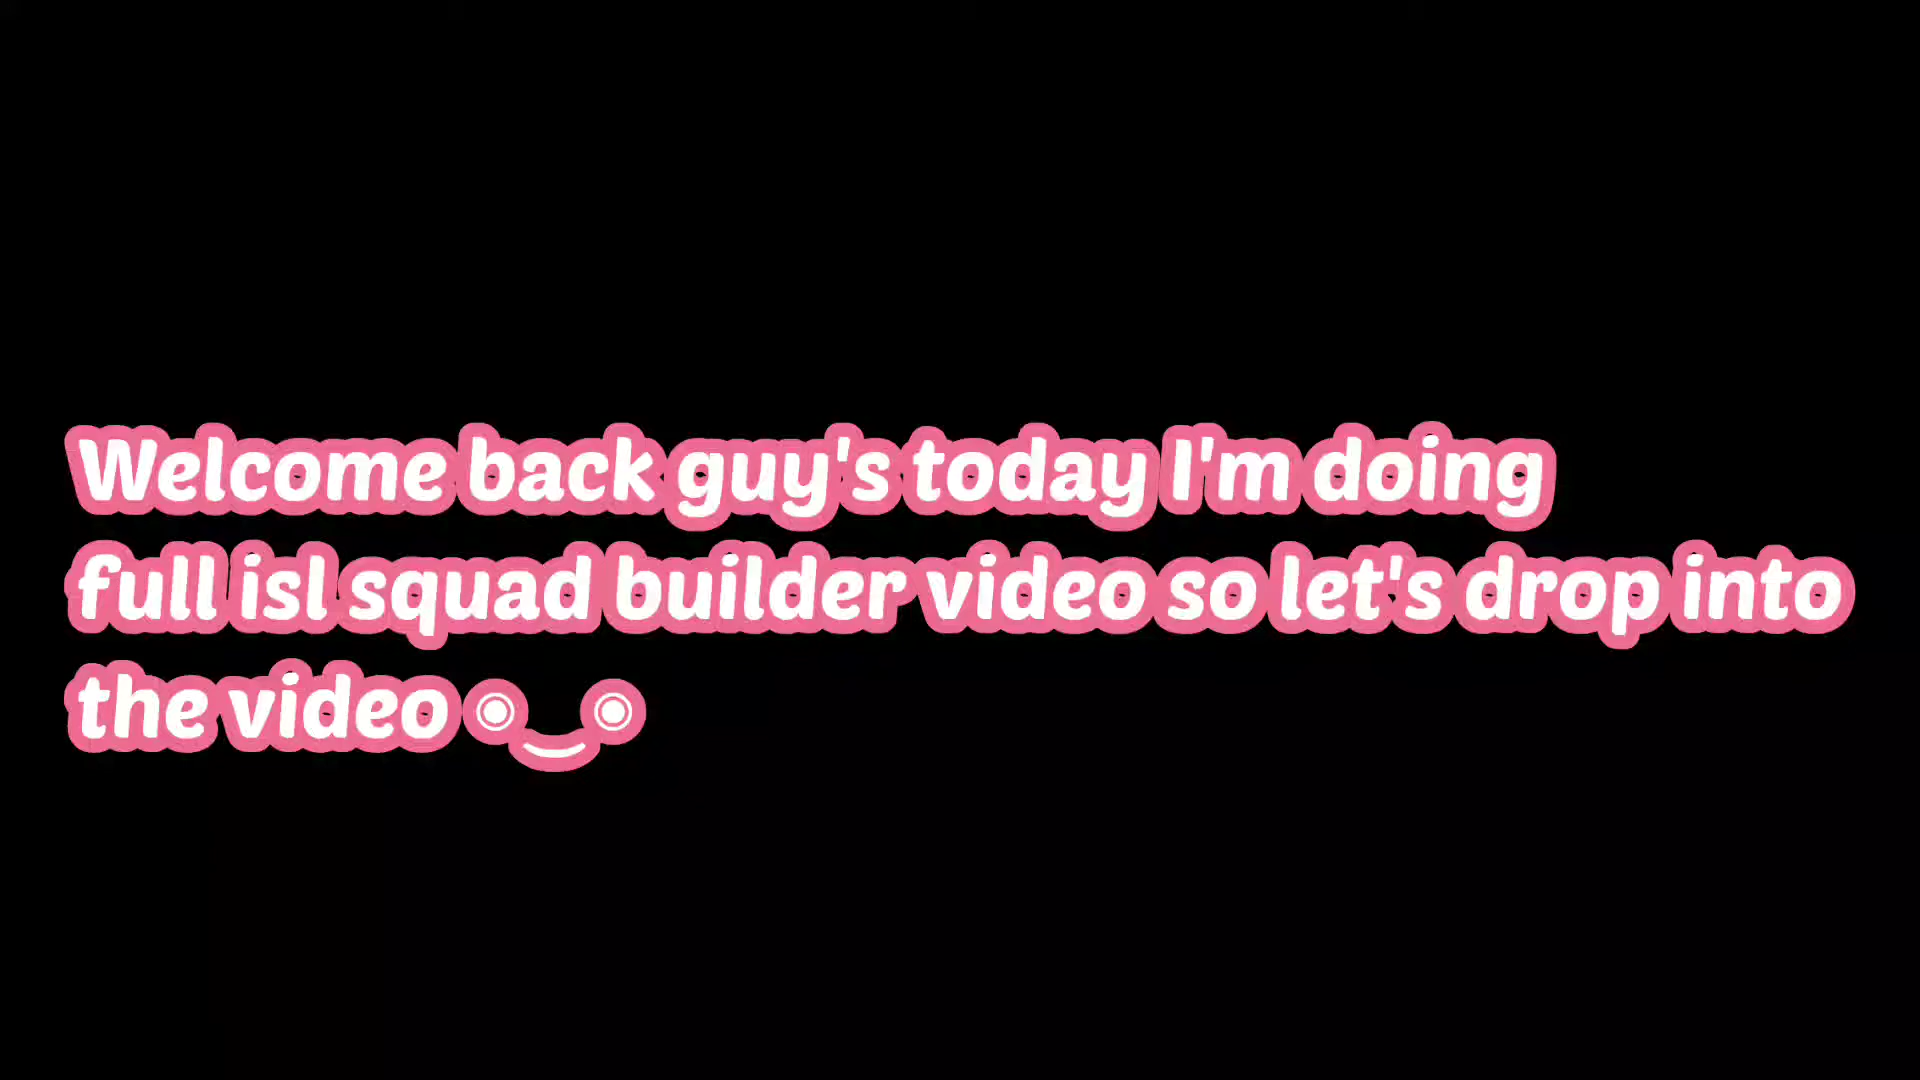 Welcome back guy's today I'm doing
full isl squad builder video so let's drop into
the video◉‿◉